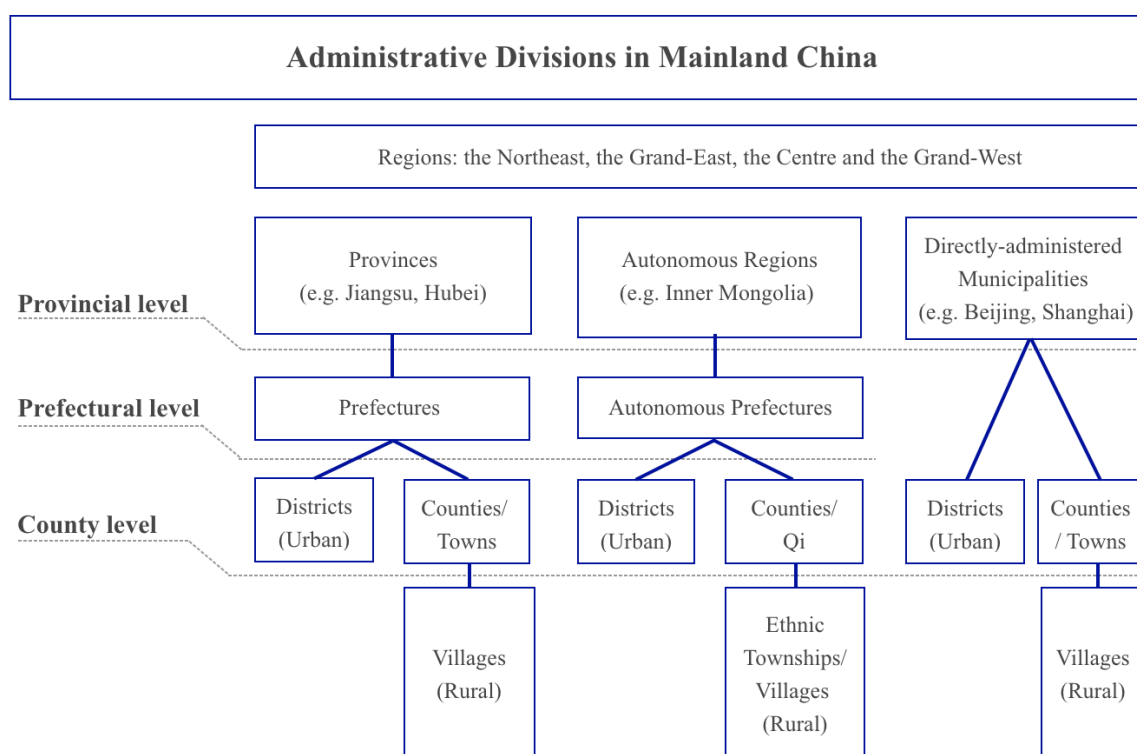 Administrative Divisions in Mainland China
Regions: the Northeast, the Grand-East, the Centre and the Grand-West
Provincial level
Provinces
(e.g. Jiangsu, Hubei)
Autonomous Regions
(e.g. Inner Mongolia)
Directly-administered
Municipalities
(e.g. Beijing, Shanghai)
Prefectural level
Prefectures
Autonomous Prefectures
County level
Districts
(Urban)
Counties/
Towns
Districts
(Urban)
Counties/
Qi
Districts
(Urban)
Counties
/ Towns
Villages
(Rural)
Ethnic
Townships/
Villages
(Rural)
Villages
(Rural)